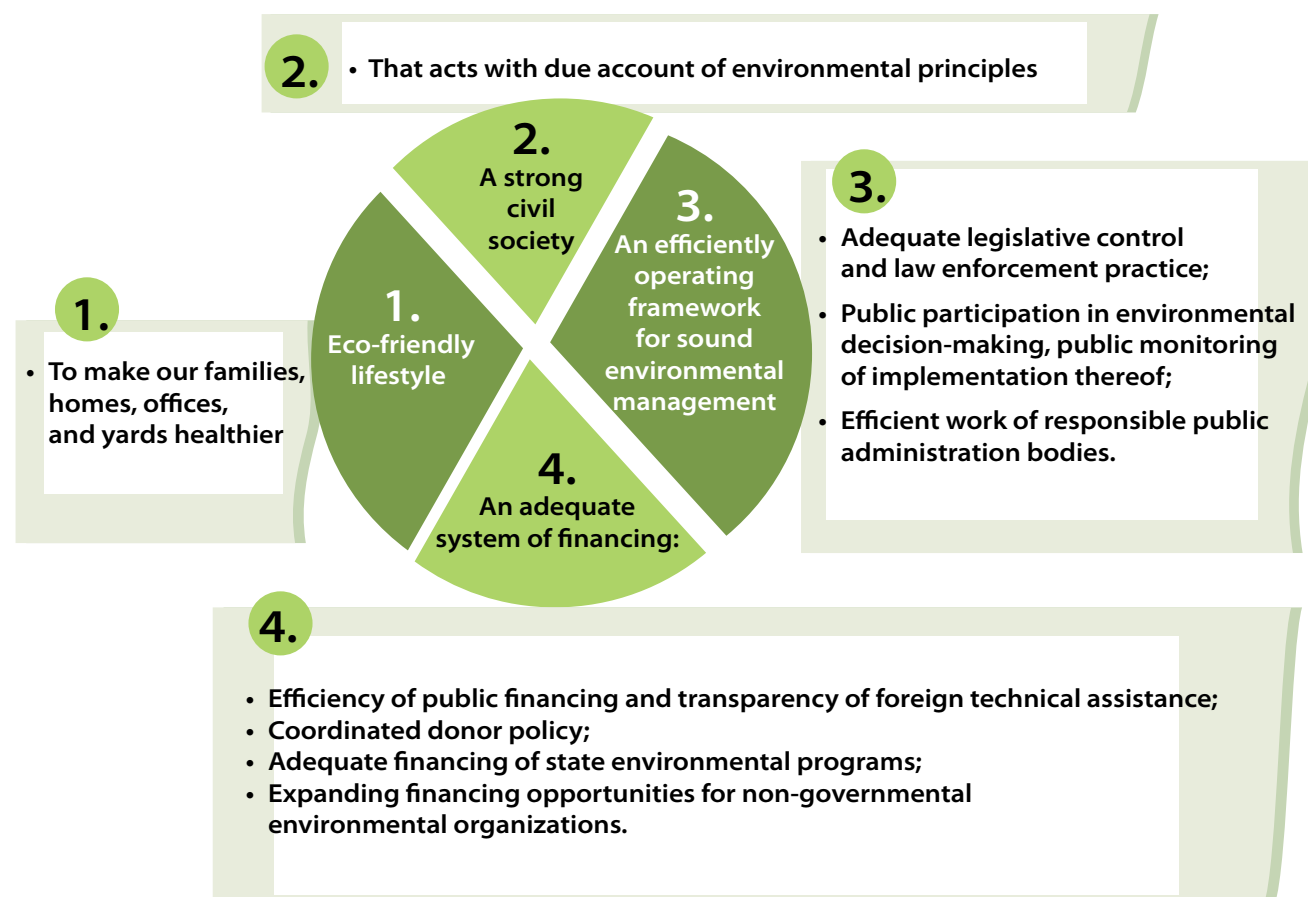 2.
• That acts with due account of environmental principles
2.
A strong
civil
society
3.
An efficiently
operating
framework
for sound
environmental
management
3.
• Adequate legislative control
and law enforcement practice;
• Public participation in environmental
decision-making, public monitoring
of implementation thereof;
• Efficient work of responsible public
administration bodies.
1.
• To make our families,
homes, offices,
and yards healthier
1.
Eco-friendly
lifestyle
4.
An adequate
system of financing:
4.
• Efficiency of public financing and transparency of foreign technical assistance;
• Coordinated donor policy;
• Adequate financing of state environmental programs;
• Expanding financing opportunities for non-governmental
environmental organizations.